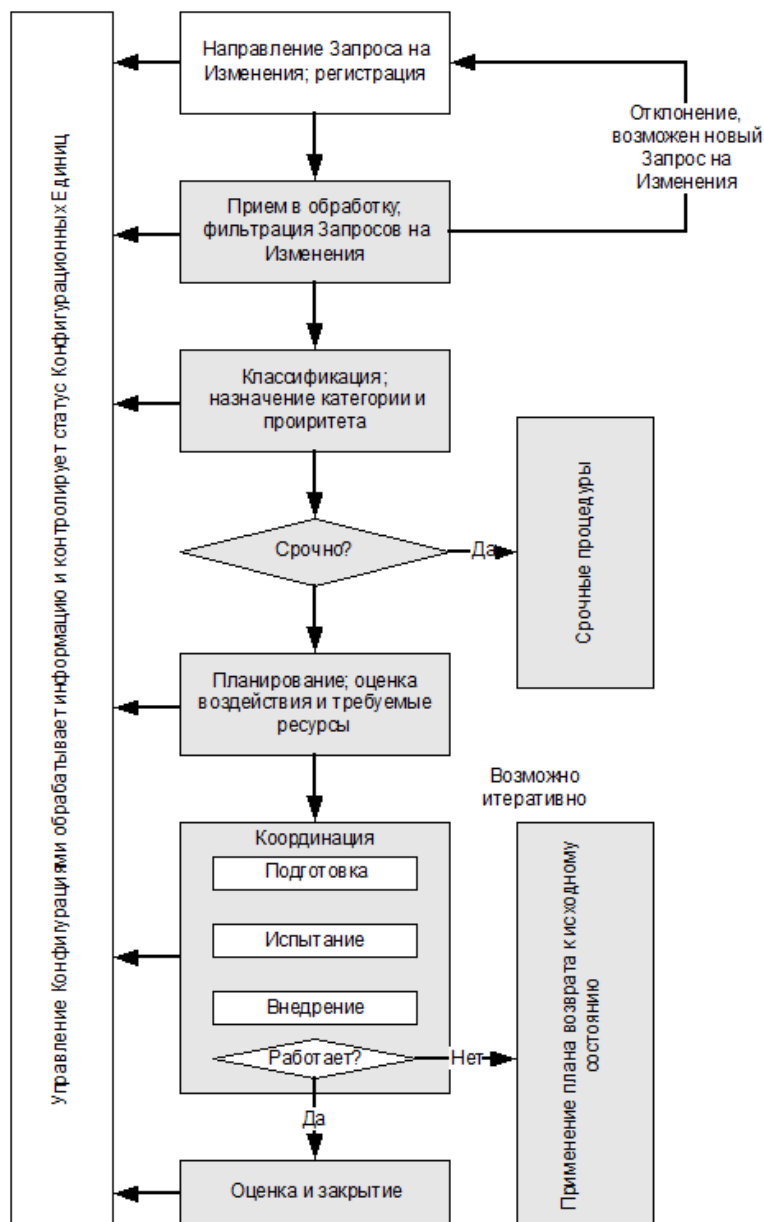 Управление Конфигурациями обрабатывает информацию и контролирует статус Конфигурационных Единиц
Направление Запроса на
Изменения; регистрация
Отклонение,
возможен новый
Запрос на
Изменения
Прием в обработку;
фильтрация Запросов на
Изменения
Классификация;
назначение категории и
проиритета
Срочно?
Да
Срочные процедуры
Планирование; оценка
воздействия и требуемые
ресурсы
Возможно
итеративно
Координация
Подготовка
Испытание
Внедрение
Работает?
Нет
Применение плана возврата к исходному
состоянию
Да
Оценка и закрытие